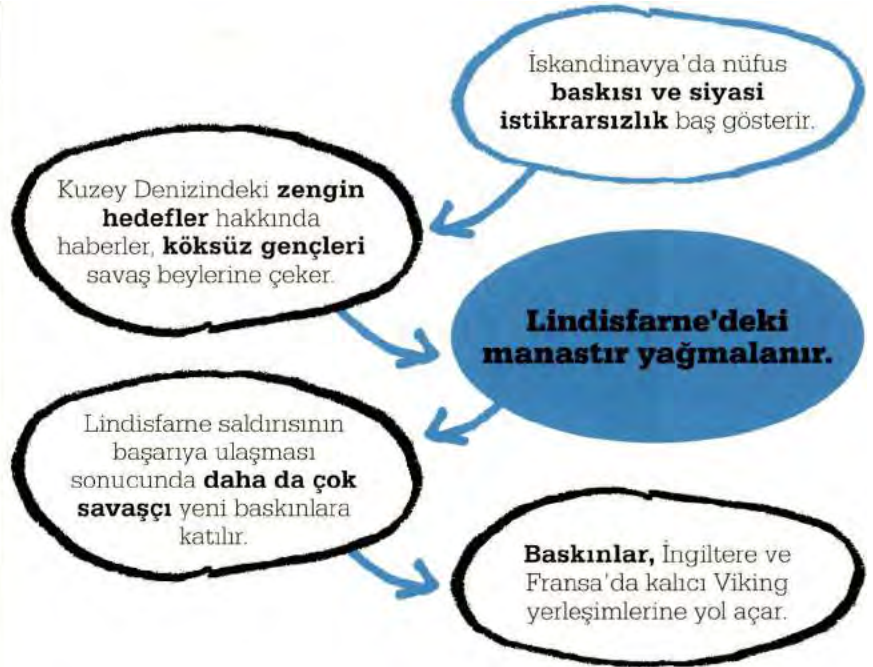 İskandinavya'da nüfus
baskısı ve siyasi
istikrarsızlık baş gösterir.
Kuzey Denizindeki zengin
hedefler hakkında
haberler, köksüz gençleri
savaş beylerine çeker.
Lindisfarne'deki
manastır yağmalanır.
Lindisfarne saldırısının
başarıya ulaşması
sonucunda daha da çok
savaşçı yeni baskınlara
katılır.
Baskınlar, İngiltere ve
Fransa'da kalıcı Viking
yerleşimlerine yol açar.